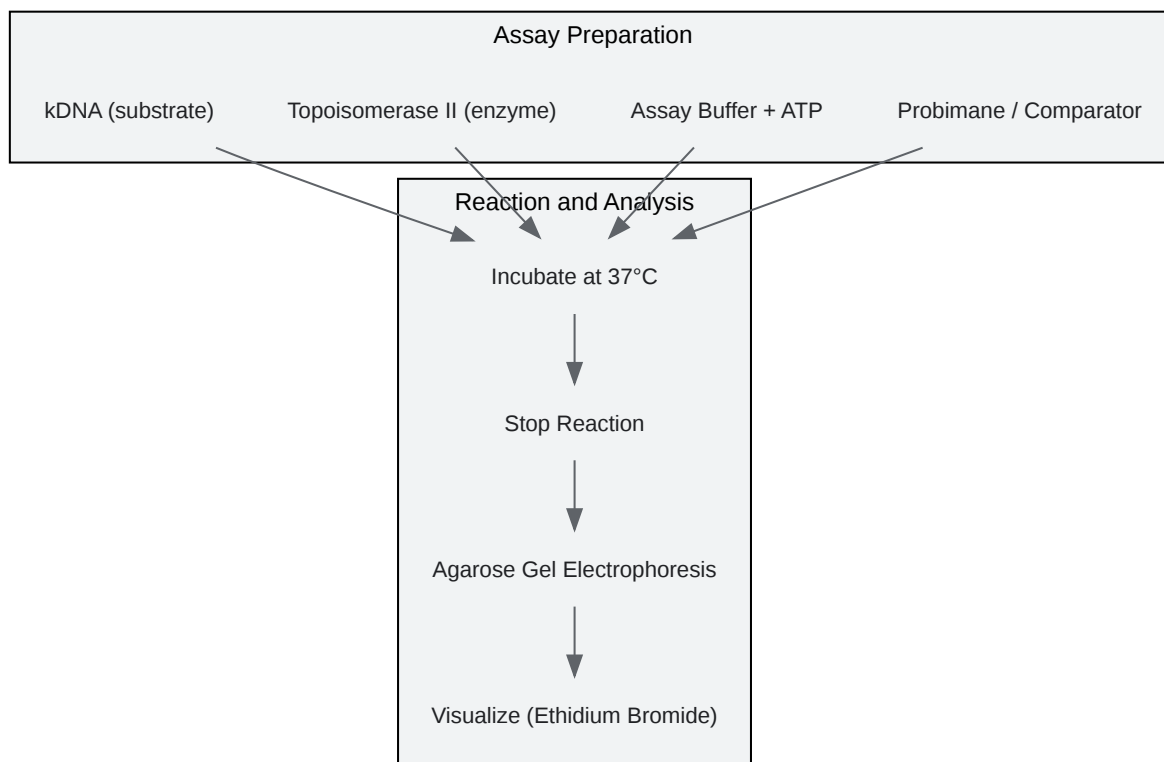 Assay Preparation
kDNA (substrate)
Topoisomerase II (enzyme)
Assay Buffer + ATP
Probimane / Comparator
Reaction and Analysis
Incubate at 37°C
Stop Reaction
Agarose Gel Electrophoresis
Visualize (Ethidium Bromide)